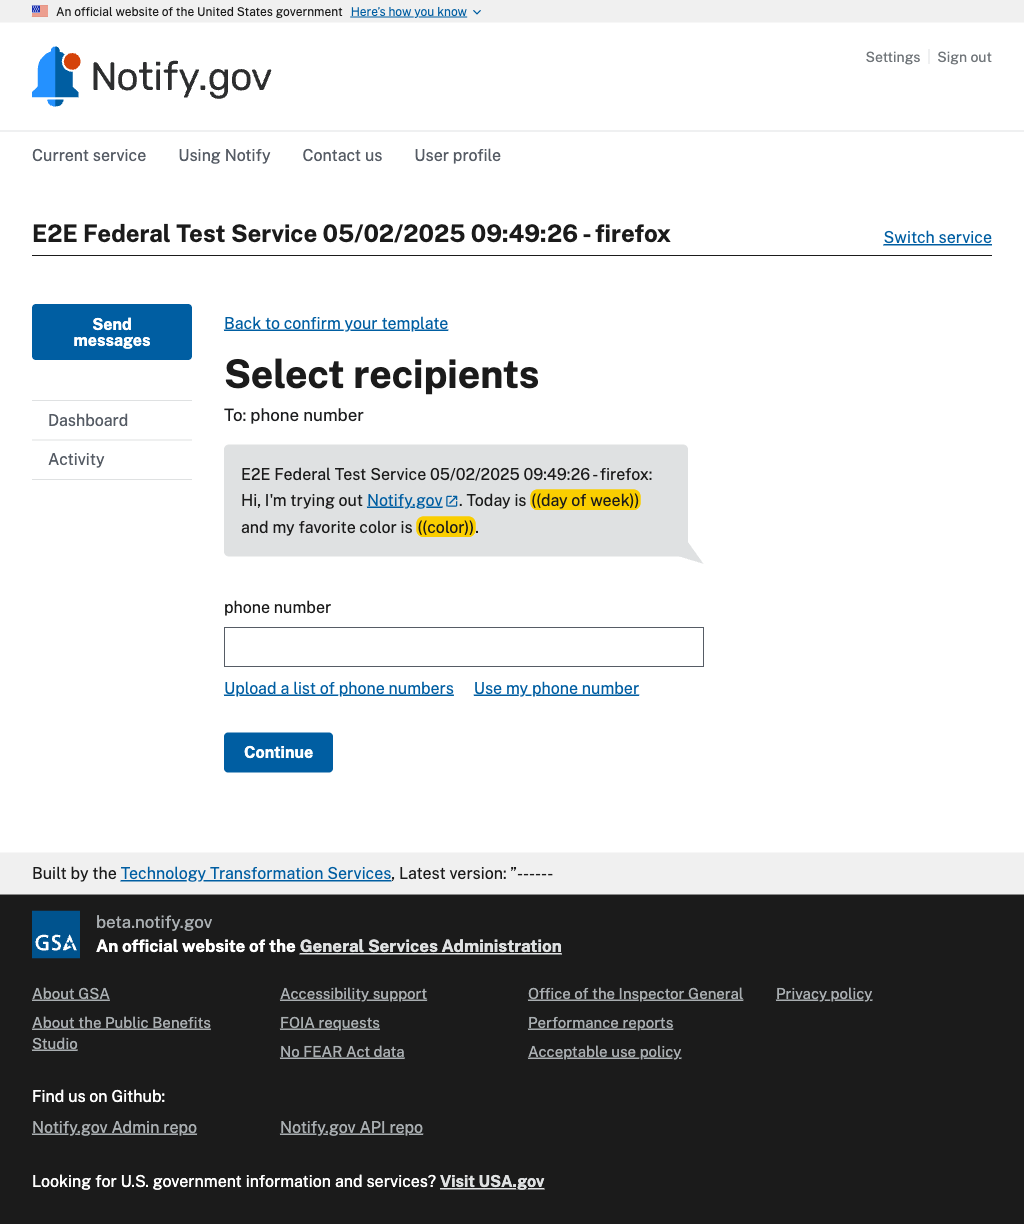 An official website of the United States government Here's how you know
Notify.gov
Settings Sign out
Current service Using Notify Contact us User profile
E2E Federal Test Service 05/02/2025 09:49:26 - firefox
Switch service
Send
messages
Dashboard
Activity
Back to confirm your template
Select recipients
To: phone number
E2E Federal Test Service 05/02/2025 09:49:26 - firefox:
Hi, I'm trying out Notify.gov. Today is ((day of week))
and my favorite color is ((color)).
phone number
Upload a list of phone numbers Use my phone number
Continue
Built by the Technology Transformation Services, Latest version: ”------
GSA
beta.notify.gov
An official website of the General Services Administration
About GSA
About the Public Benefits
Studio
Accessibility support
FOIA requests
No FEAR Act data
Office of the Inspector General
Performance reports
Acceptable use policy
Privacy policy
Find us on Github:
Notify.gov Admin repo Notify.gov API repo
Looking for U.S. government information and services? Visit USA.gov